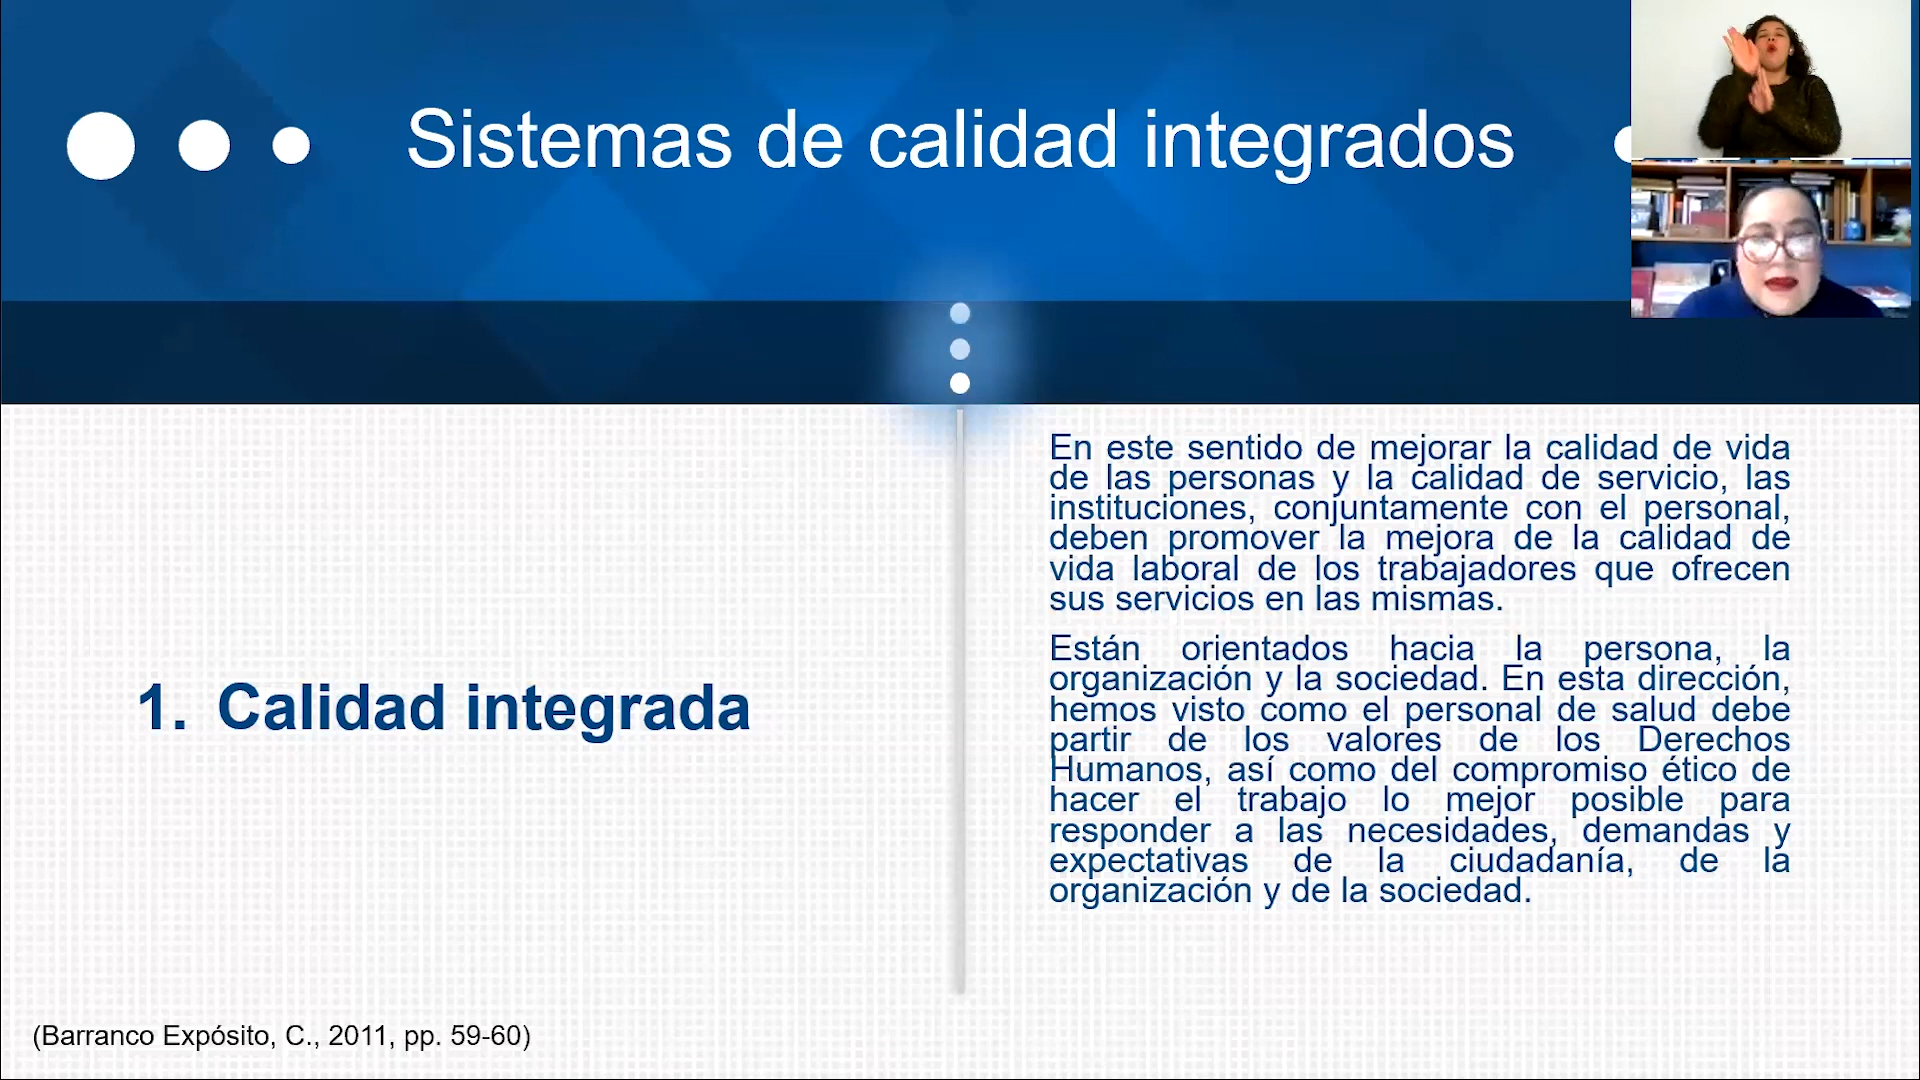 Sistemas de calidad integrados
1. Calidad integrada
En este sentido de mejorar la calidad de vida
de las personas y la calidad de servicio, las
instituciones, conjuntamente con el personal,
deben promover la mejora de la calidad de
vida laboral de los trabajadores que ofrecen
sus servicios en las mismas.
Están orientados hacia la persona, la
organización y la sociedad. En esta dirección,
hemos visto como el personal de salud debe
partir de los valores de los Derechos
Humanos, así como del compromiso ético de
hacer el trabajo lo mejor posible para
responder a las necesidades, demandas y
expectativas de la ciudadanía, de la
organización y de la sociedad.
(Barranco Expósito, C., 2011, pp. 59-60)